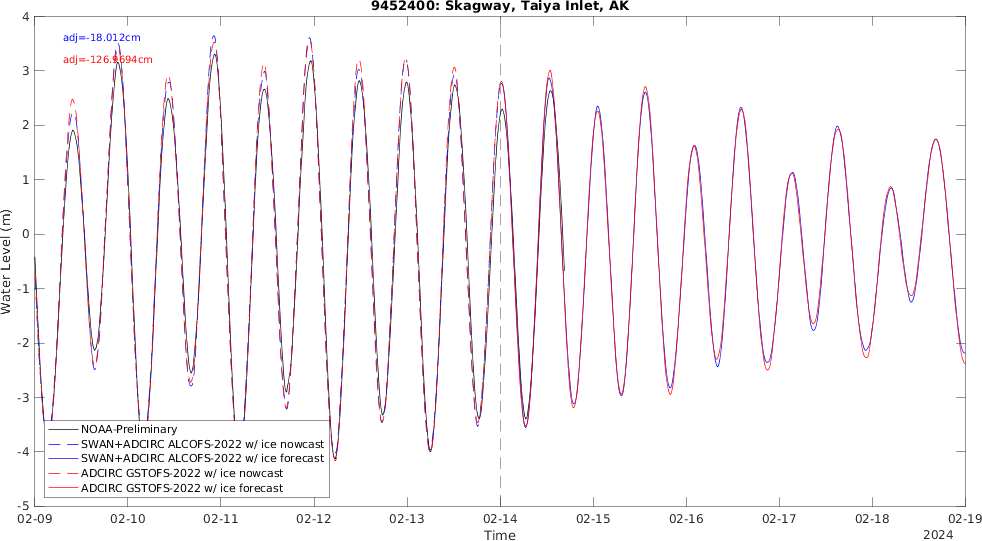 9452400: Skagway, Taiya Inlet, AK
adj=-18.012cm
adj=-126.9694cm
Water Level (m)
4
3
2
1
0
-1
-2
-3
-4
-5
NOAA-Preliminary
SWAN+ADCIRC ALCOFS-2022 w/ ice nowcast
SWAN+ADCIRC ALCOFS-2022 w/ ice forecast
ADCIRC GSTOFS-2022 w/ ice nowcast
ADCIRC GSTOFS-2022 w/ ice forecast
02-09 02-10 02-11 02-12 02-13 02-14 02-15 02-16 02-17 02-18 02-19
Time
2024